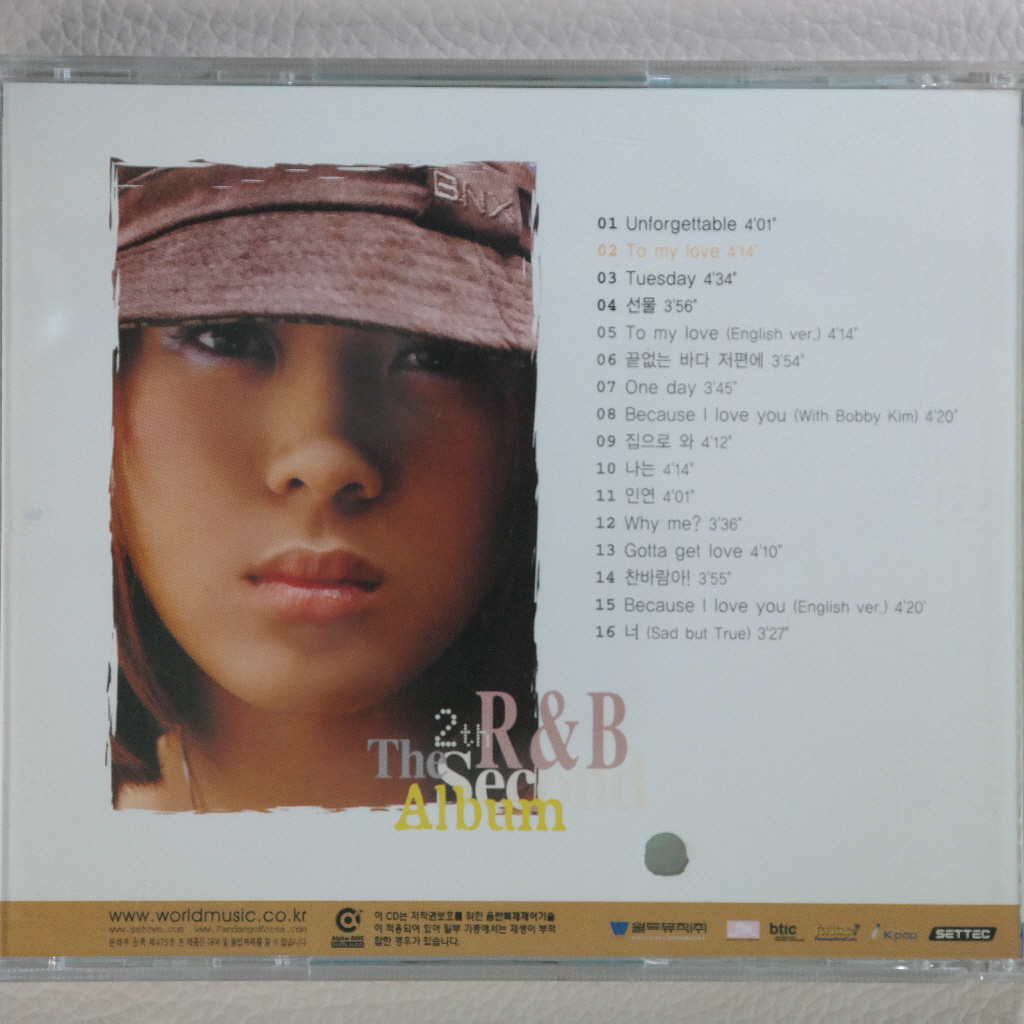 BNX
01 Unforgettable 4'01"
02 To my love 4'14"
03 Tuesday 4'34"
04 선물 3'56"
05 To my love (English ver.) 4'14"
06 끝없는 바다 저편에 3'54"
07 One day 3'45"
08 Because I love you (With Bobby Kim) 4'20"
09 집으로 와 4'12"
10 나는 4'14"
11 인연 4'01"
12 Why me? 3'36"
13 Gotta get love 4'10"
14 찬바람아! 3'55"
15 Because I love you (English ver.) 4'20'
16 너 (Sad but True) 3'27"
2th R&B
The Second
Album
www.worldmusic.co.kr
이 CD는 저작권보호를 위한 음반복제제어기술
이 적용되어 있어 일부 기종에서는 재생이 부적
합한 경우가 있습니다.
월드뮤직(주)
btic
K-pop
SETTEC